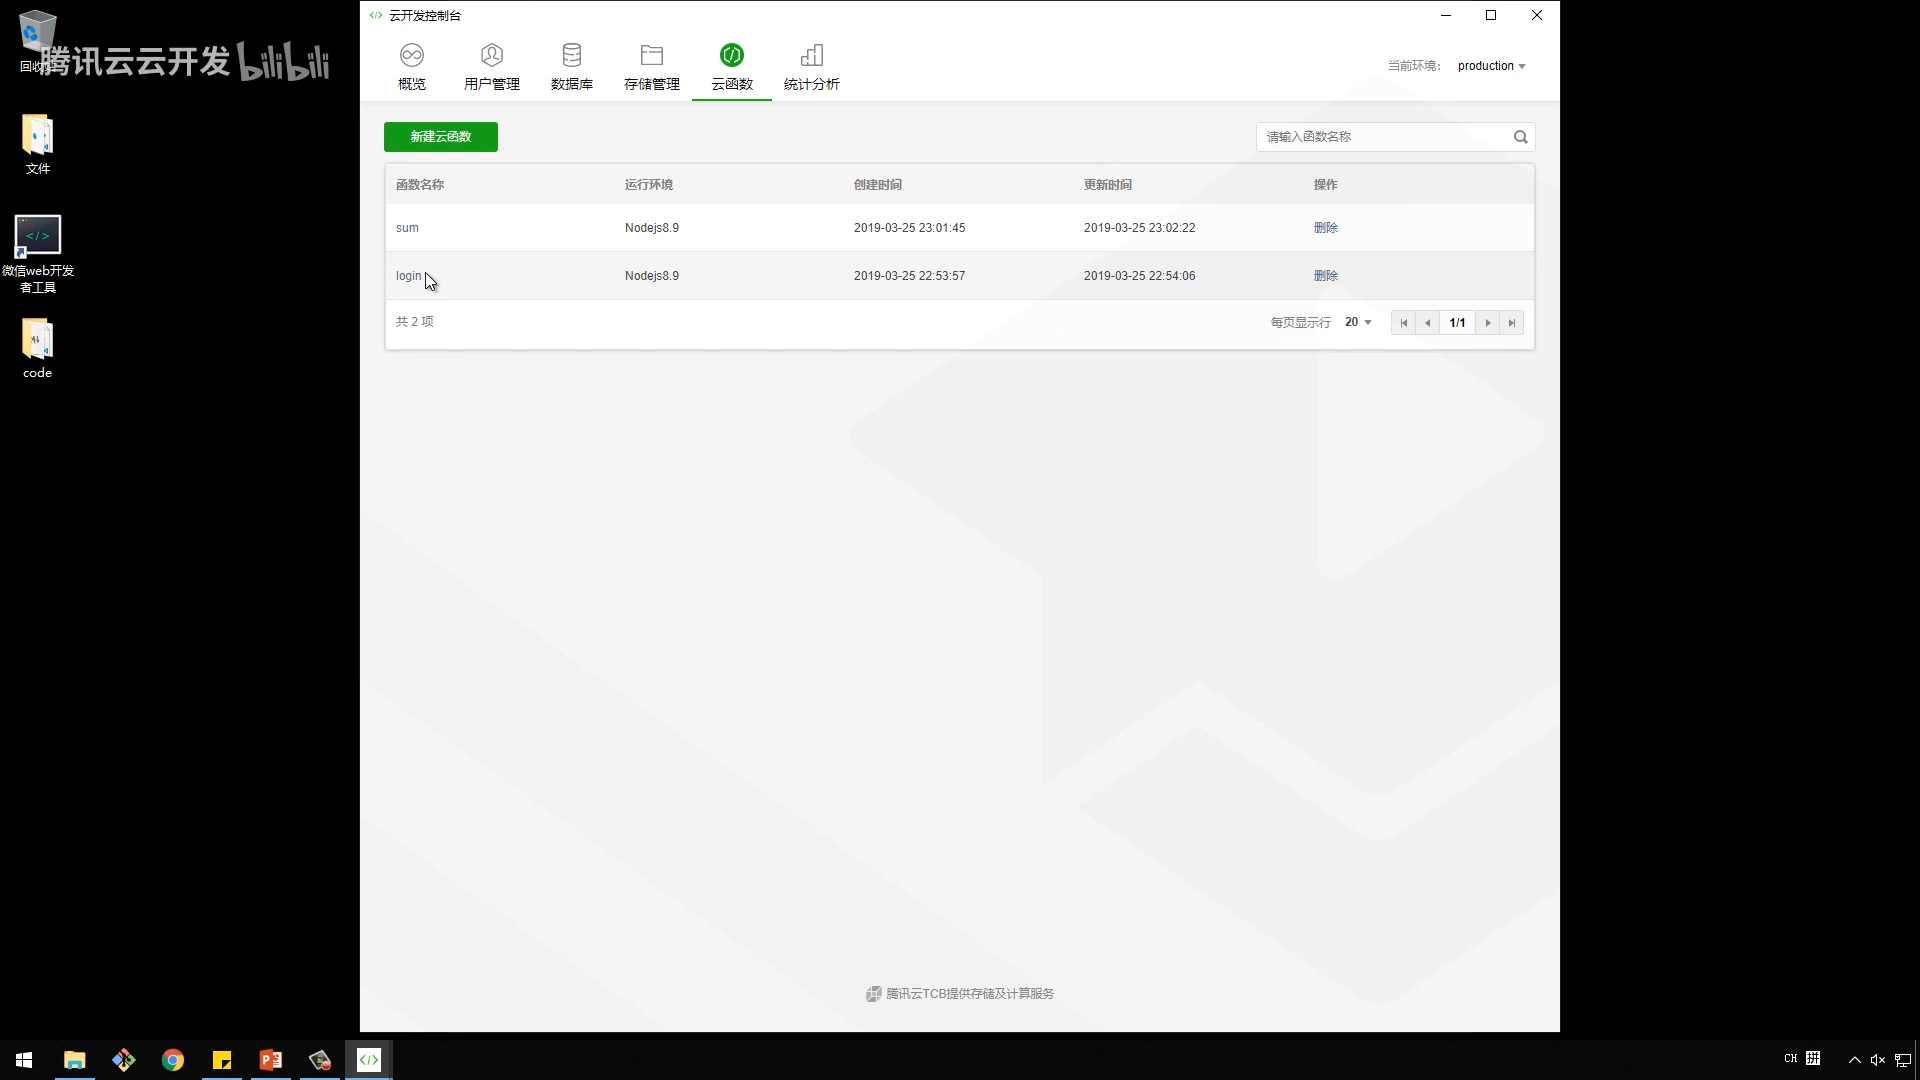 云开发控制台
腾讯云云开发 bilibili
概览 用户管理 数据库 存储管理 云函数 统计分析
当前环境： production
新建云函数
请输入函数名称
函数名称 运行环境 创建时间 更新时间 操作
sum Nodejs8.9 2019-03-25 23:01:45 2019-03-25 23:02:22 删除
login Nodejs8.9 2019-03-25 22:53:57 2019-03-25 22:54:06 删除
共 2 项
每页显示行 20 1/1
文件
微信web开发
者工具
code
腾讯云TCB提供存储及计算服务
CH 拼